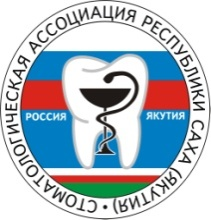 СТОМАТОЛОГИЧЕСКАЯ АССОЦИАЦИЯ РЕСПУБЛИКИ САХА (ЯКУТИЯ) •
РОССИЯ ЯКУТИЯ